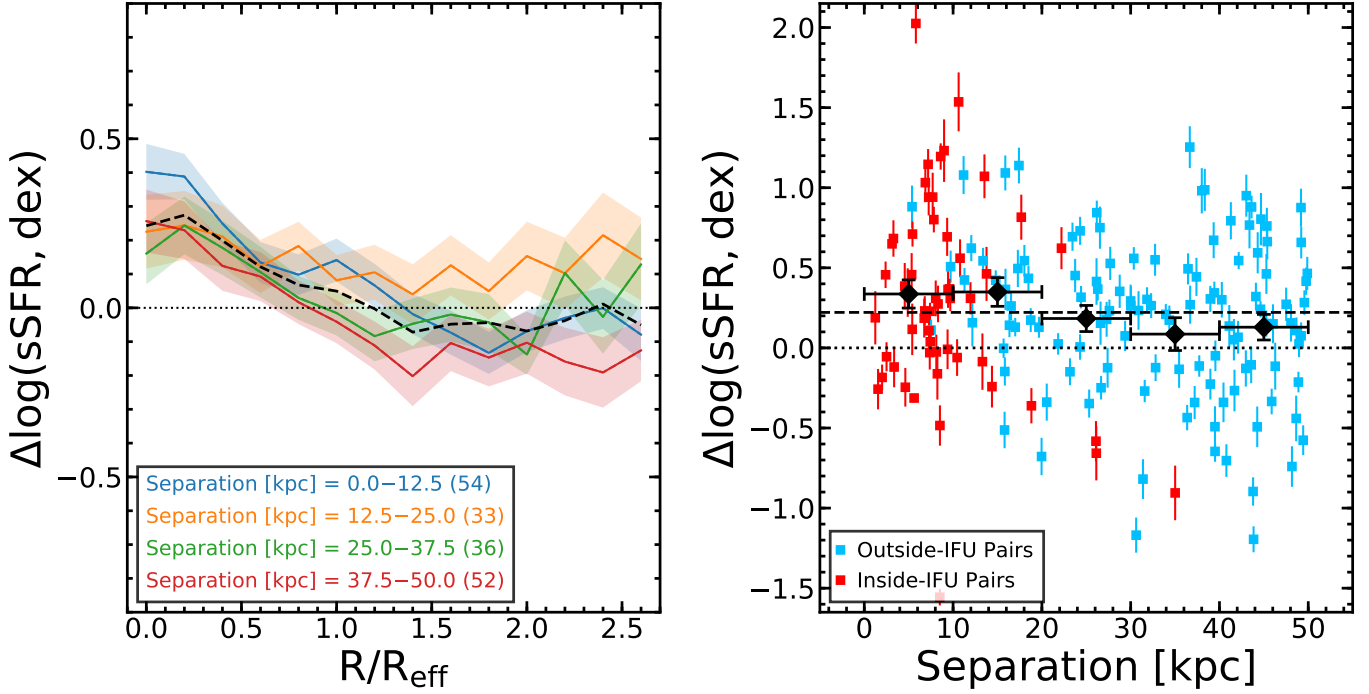 Δlog(sSFR, dex)
0.5
0.0
−0.5
Separation [kpc] = 0.0−12.5 (54)
Separation [kpc] = 12.5−25.0 (33)
Separation [kpc] = 25.0−37.5 (36)
Separation [kpc] = 37.5−50.0 (52)
0.0 0.5 1.0 1.5 2.0 2.5
R/Reff
Δlog(sSFR, dex)
2.0
1.5
1.0
0.5
0.0
−0.5
−1.0
−1.5
Outside-IFU Pairs
Inside-IFU Pairs
0 10 20 30 40 50
Separation [kpc]